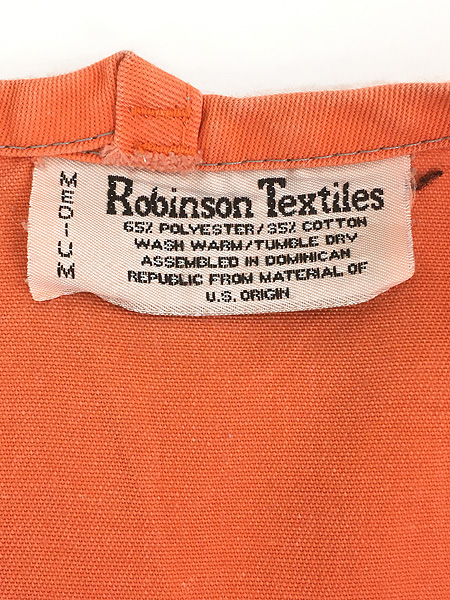 MEDIUM
Robinson Textiles
65% POLYESTER/35% COTTON
WASH WARM/TUMBLE DRY
ASSEMBLED IN DOMINICAN
REPUBLIC FROM MATERIAL OF
U.S. ORIGIN